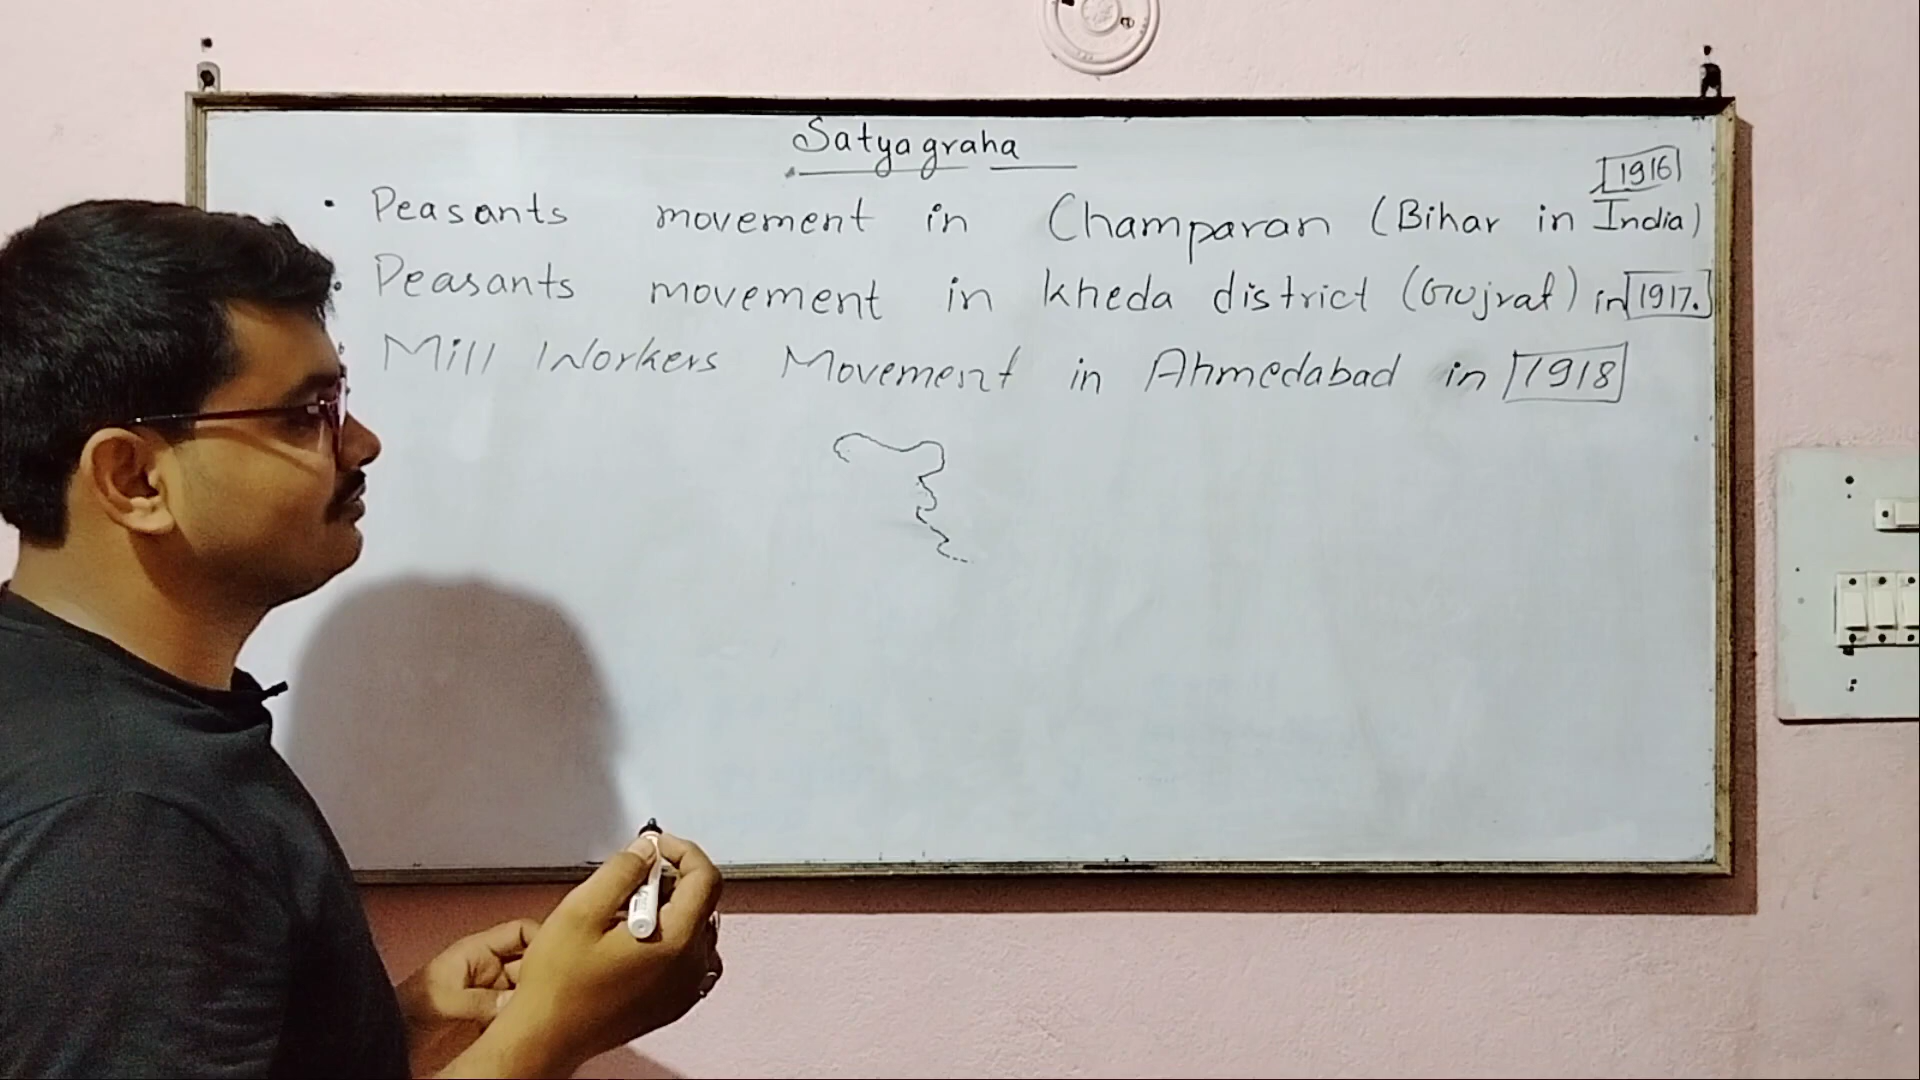 Satyagraha
1916
• Peasants movement in Champaran (Bihar in India)
• Peasants movement in Kheda district (Gujrat) in 1917.
• Mill Workers Movement in Ahmedabad in 1918